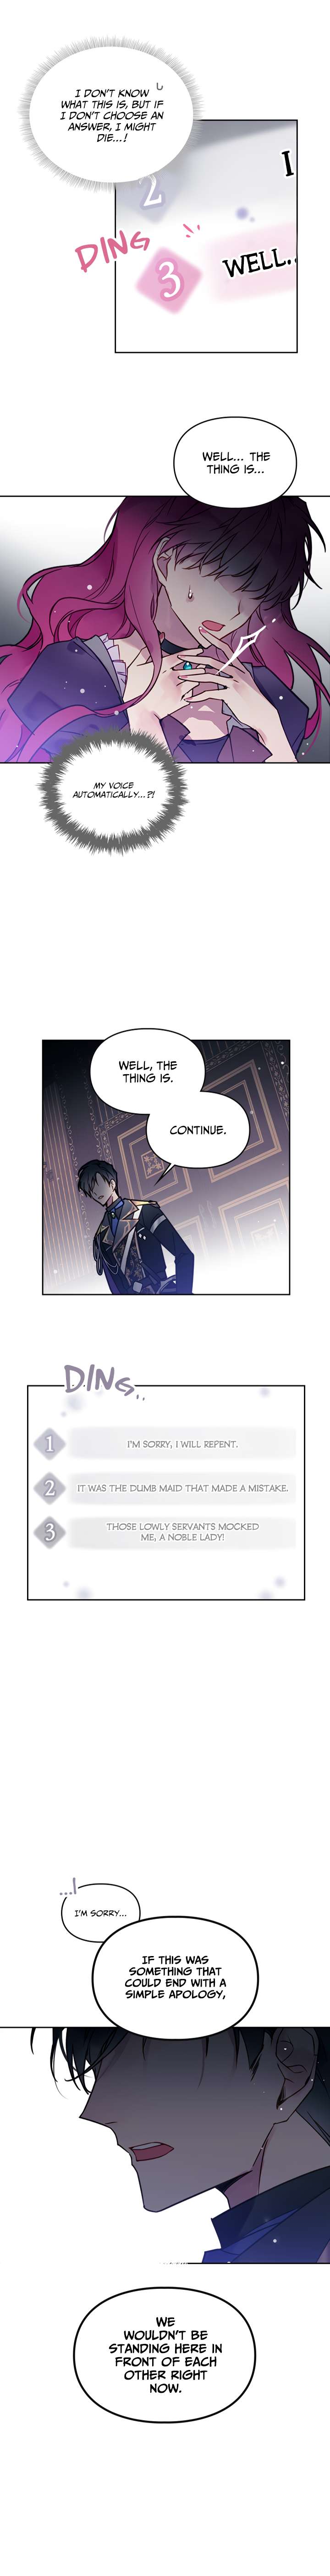 I DON'T KNOW
WHAT THIS IS, BUT IF
I DON'T CHOOSE AN
ANSWER, I MIGHT
DIE...!
I
2
DING
3
WELL..
WELL... THE
THING IS...
MY VOICE
AUTOMATICALLY...?!
WELL, THE
THING IS.
CONTINUE.
DING..
1
I'M SORRY, I WILL REPENT.
2
IT WAS THE DUMB MAID THAT MADE A MISTAKE.
3
THOSE LOWLY SERVANTS MOCKED
ME, A NOBLE LADY!
...!
I'M SORRY...
IF THIS WAS
SOMETHING THAT
COULD END WITH A
SIMPLE APOLOGY,
WE
WOULDN'T BE
STANDING HERE IN
FRONT OF EACH
OTHER RIGHT
NOW.